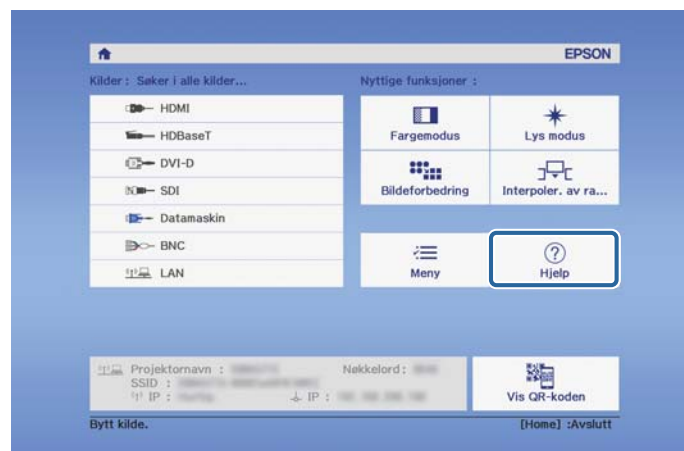 EPSON
Kilder : Søker i alle kilder...
Nyttige funksjoner :
HDMI
HDBaseT
DVI-D
SDI
Datamaskin
BNC
LAN
Fargemodus
Lys modus
Bildeforbedring
Interpoler. av ra...
Meny
Hjelp
Projektornavn :
Nøkkelord :
SSID :
IP :
IP :
Vis QR-koden
Bytt kilde.
[Home] :Avslutt